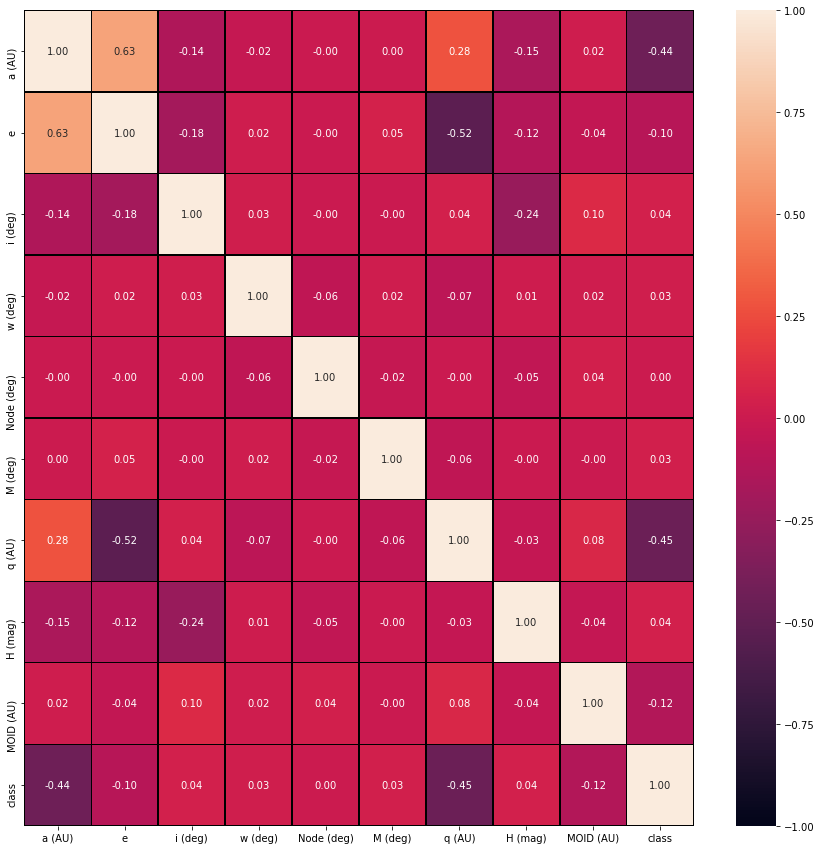 a (AU) 1.00 0.63 -0.14 -0.02 -0.00 0.00 0.28 -0.15 0.02 -0.44
e 0.63 1.00 -0.18 0.02 -0.00 0.05 -0.52 -0.12 -0.04 -0.10
i (deg) -0.14 -0.18 1.00 0.03 -0.00 -0.00 0.04 -0.24 0.10 0.04
w (deg) -0.02 0.02 0.03 1.00 -0.06 0.02 -0.07 0.01 0.02 0.03
Node (deg) -0.00 -0.00 -0.00 -0.06 1.00 -0.02 -0.00 -0.05 0.04 0.00
M (deg) 0.00 0.05 -0.00 0.02 -0.02 1.00 -0.06 -0.00 -0.00 0.03
q (AU) 0.28 -0.52 0.04 -0.07 -0.00 -0.06 1.00 -0.03 0.08 -0.45
H (mag) -0.15 -0.12 -0.24 0.01 -0.05 -0.00 -0.03 1.00 -0.04 0.04
MOID (AU) 0.02 -0.04 0.10 0.02 0.04 -0.00 0.08 -0.04 1.00 -0.12
class -0.44 -0.10 0.04 0.03 0.00 0.03 -0.45 0.04 -0.12 1.00
a (AU) e i (deg) w (deg) Node (deg) M (deg) q (AU) H (mag) MOID (AU) class
1.00
0.75
0.50
0.25
0.00
−0.25
−0.50
−0.75
−1.00